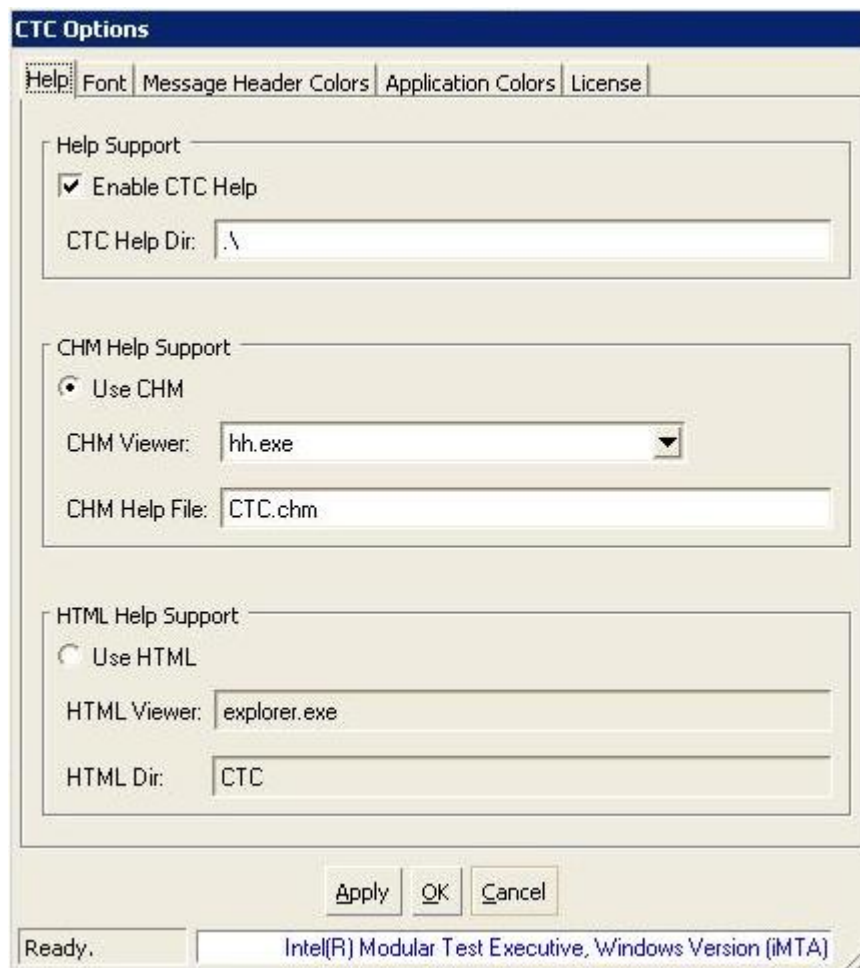 CTC Options
Help Font Message Header Colors Application Colors License
Help Support
Enable CTC Help
CTC Help Dir: .\
CHM Help Support
Use CHM
CHM Viewer: hh.exe
CHM Help File: CTC.chm
HTML Help Support
Use HTML
HTML Viewer: explorer.exe
HTML Dir: CTC
Apply OK Cancel
Ready. Intel(R) Modular Test Executive, Windows Version (iMTA)